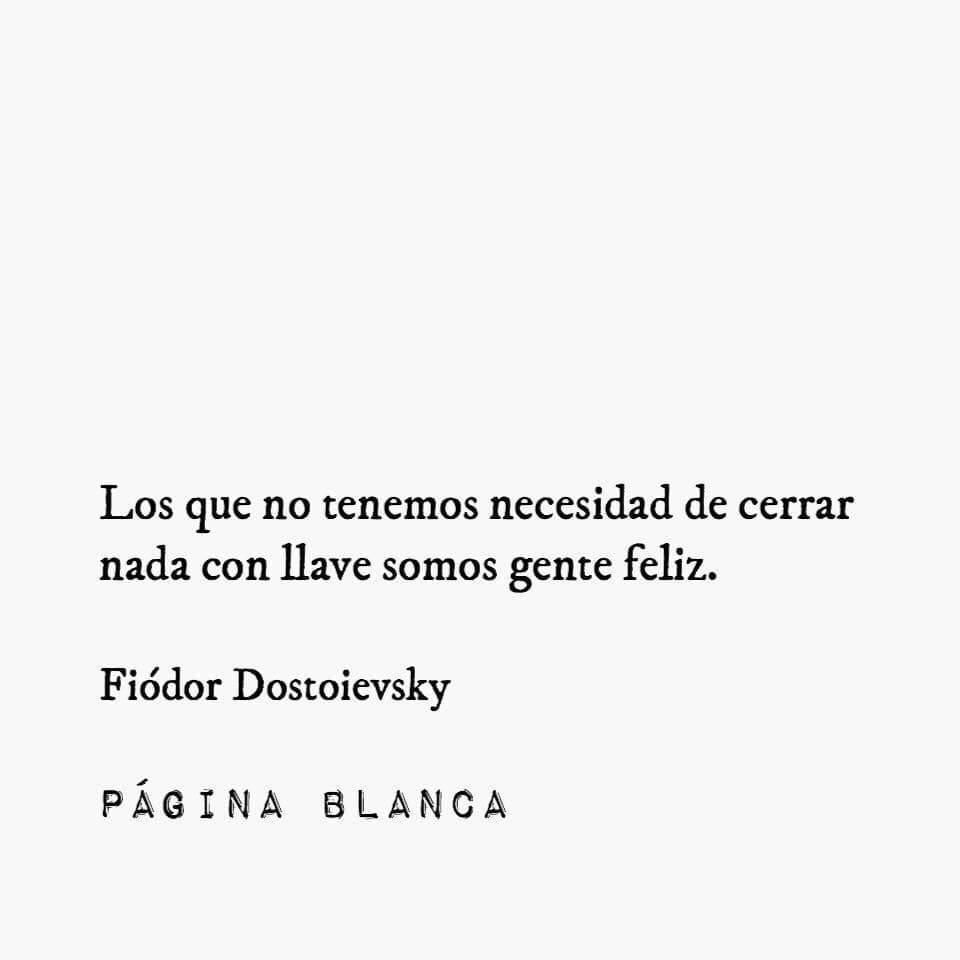 Los que no tenemos necesidad de cerrar
nada con llave somos gente feliz.
Fiódor Dostoievsky
PÁGINA BLANCA